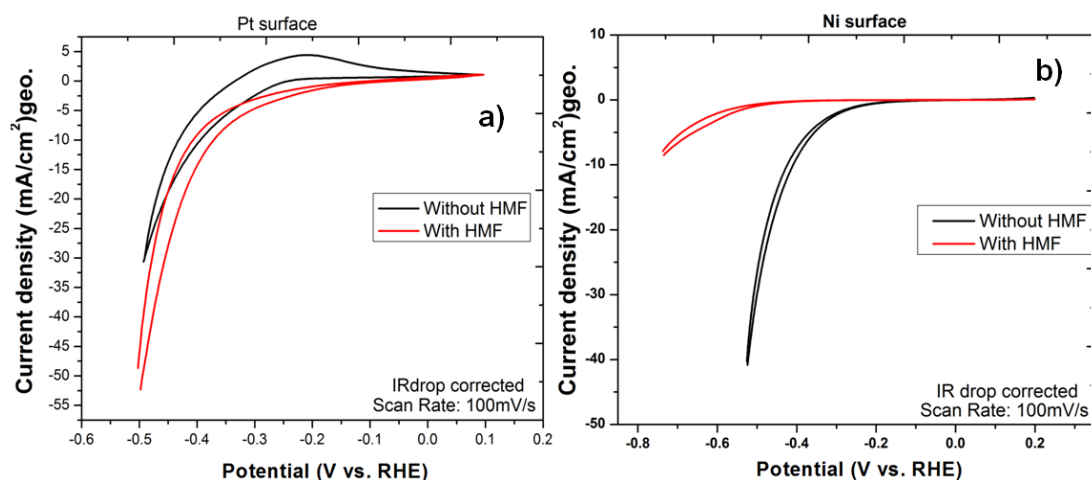 Pt surface
5
0
-5
-10
-15
-20
-25
-30
-35
-40
-45
-50
-55
-0.6
-0.5
-0.4
-0.3
-0.2
-0.1
0.0
0.1
0.2
Current density (mA/cm²)geo.
Potential (V vs. RHE)
a)
Without HMF
With HMF
IRdrop corrected
Scan Rate: 100mV/s
Ni surface
10
0
-10
-20
-30
-40
-50
-0.8
-0.6
-0.4
-0.2
0.0
0.2
Current density (mA/cm²)geo.
Potential (V vs. RHE)
b)
Without HMF
With HMF
IR drop corrected
Scan Rate: 100mV/s